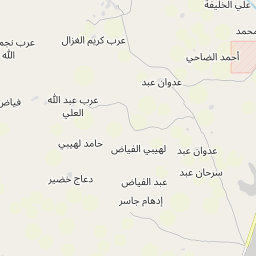 علي الخليفة
عرب كريم الغزال
محمد
عرب نجم
الله
أحمد الضاحي
عدوان عبد
عرب عبد الله
العلي
فياض
حامد لهيبي
لهيبي الفياض
عدوان عبد
سرحان عبد
دعاج خضير
عبد الفياض
إدهام جاسر